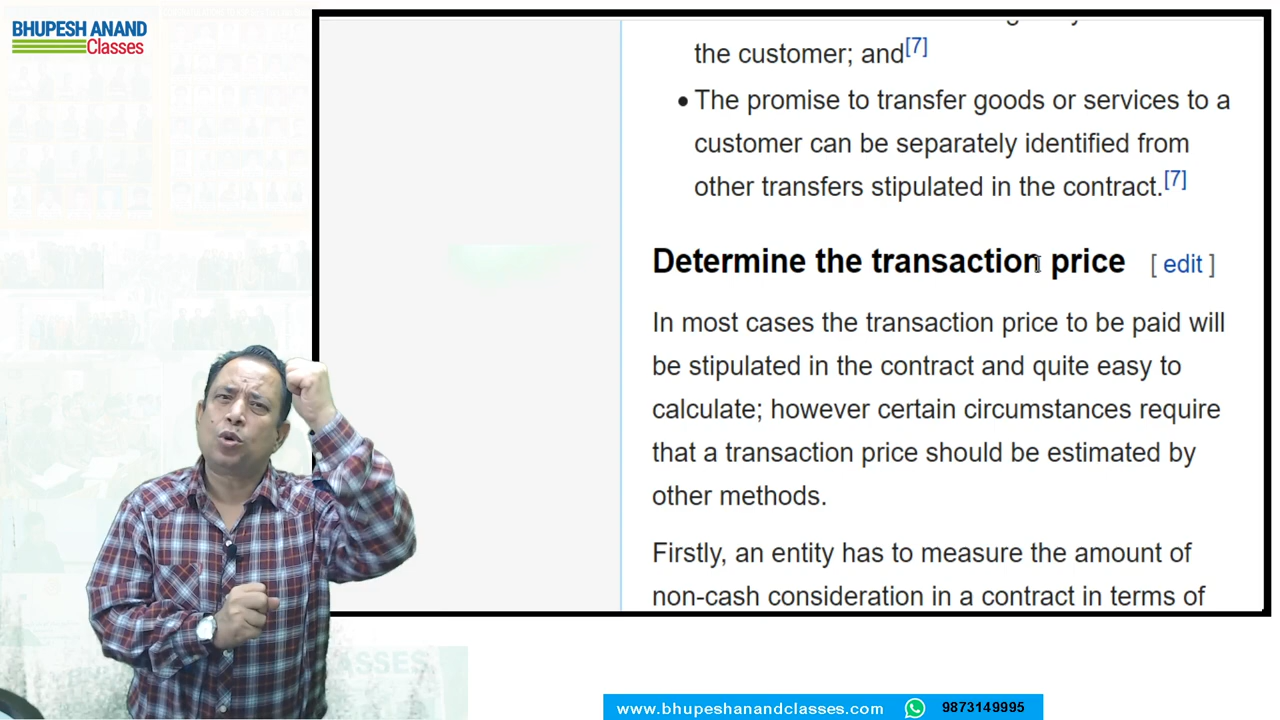 BHUPESH ANAND
Classes
the customer; and[7]
• The promise to transfer goods or services to a
customer can be separately identified from
other transfers stipulated in the contract.[7]
Determine the transaction price [ edit ]
In most cases the transaction price to be paid will
be stipulated in the contract and quite easy to
calculate; however certain circumstances require
that a transaction price should be estimated by
other methods.
Firstly, an entity has to measure the amount of
non-cash consideration in a contract in terms of
ASSES
www.bhupeshanandclasses.com 9873149995